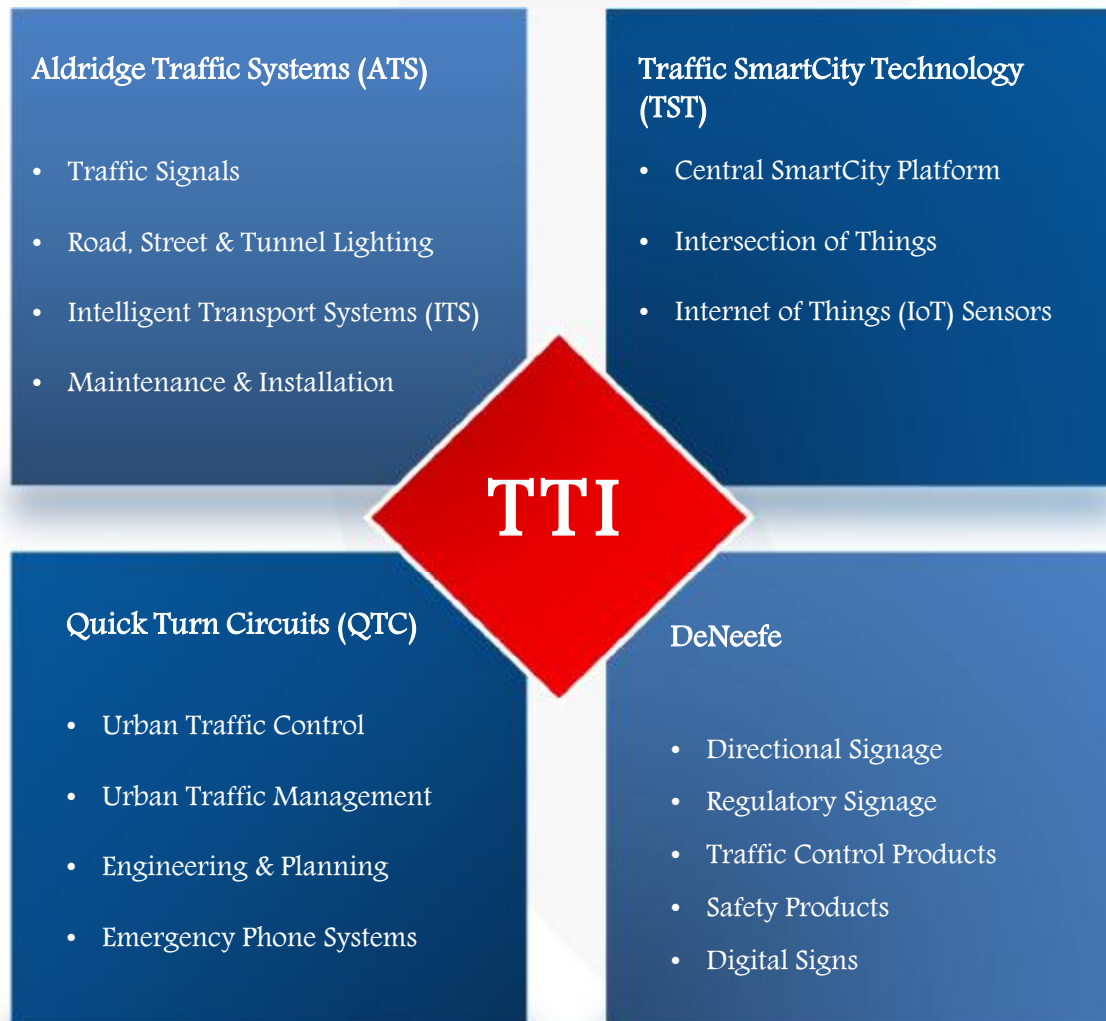 Aldridge Traffic Systems (ATS)
• Traffic Signals
• Road, Street & Tunnel Lighting
• Intelligent Transport Systems (ITS)
• Maintenance & Installation
Traffic SmartCity Technology
(TST)
• Central SmartCity Platform
• Intersection of Things
• Internet of Things (IoT) Sensors
TTI
Quick Turn Circuits (QTC)
• Urban Traffic Control
• Urban Traffic Management
• Engineering & Planning
• Emergency Phone Systems
DeNeefe
• Directional Signage
• Regulatory Signage
• Traffic Control Products
• Safety Products
• Digital Signs